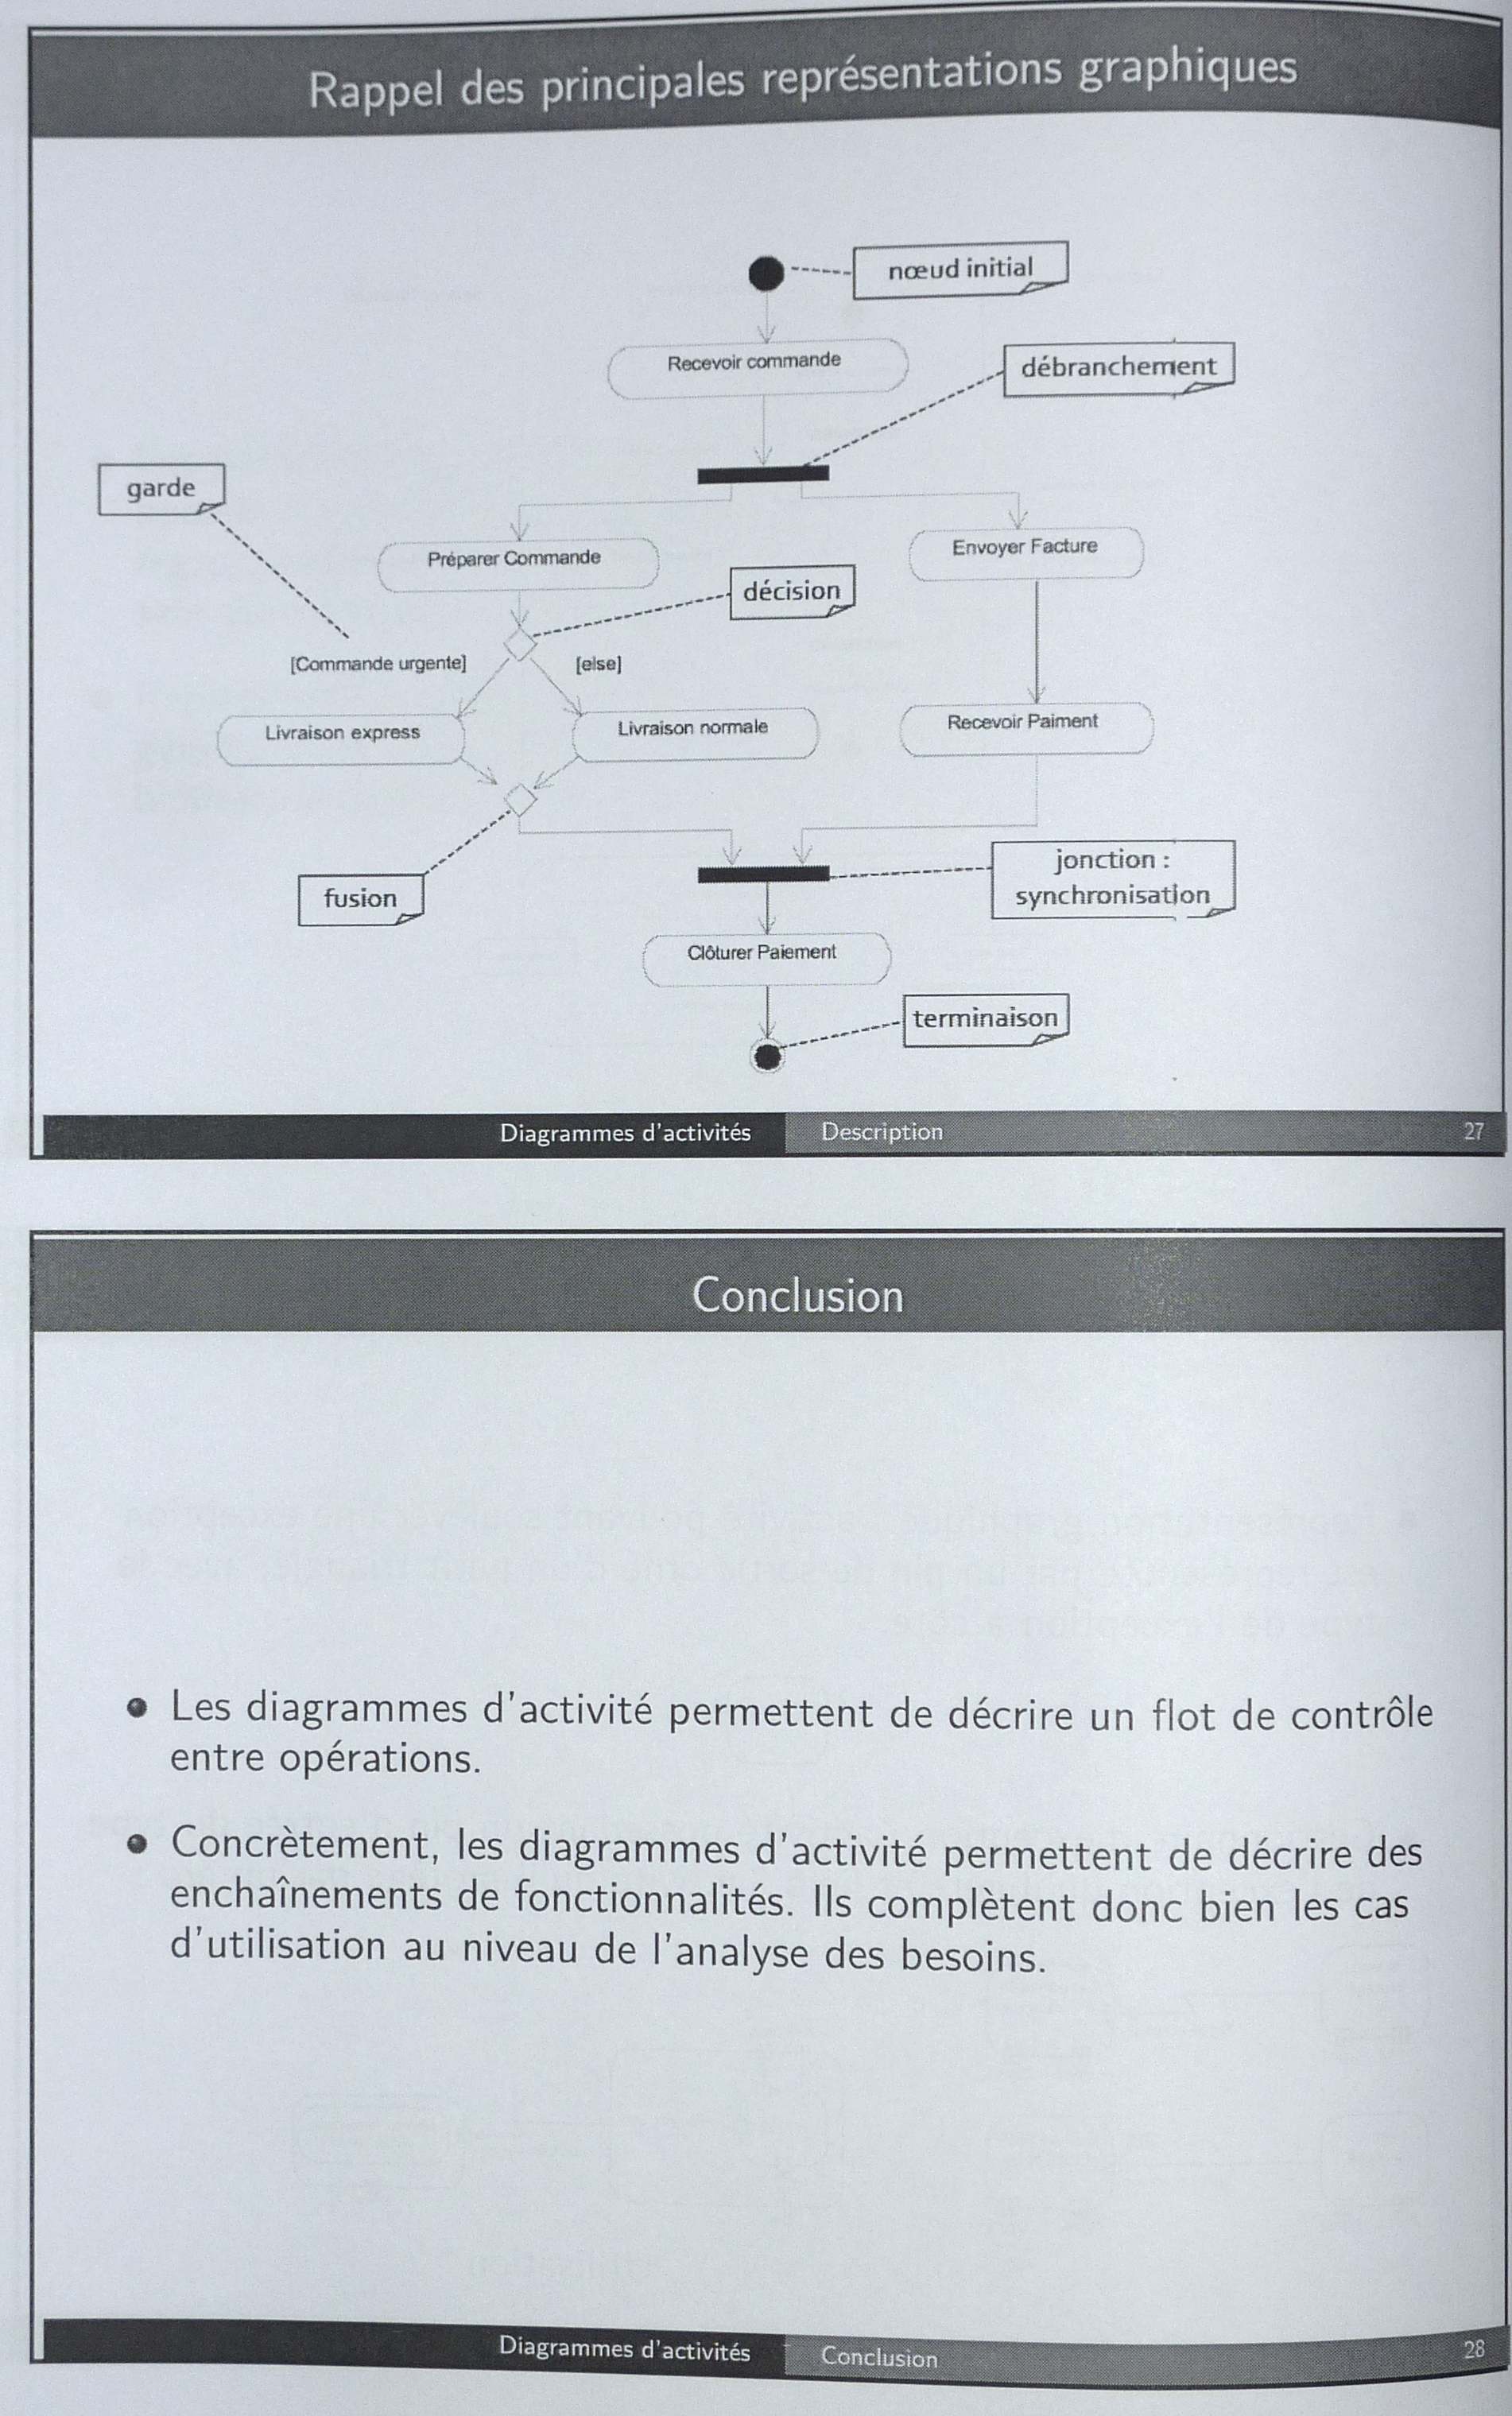 Rappel des principales représentations graphiques
nœud initial
Recevoir commande
débranchement
garde
Préparer Commande
Envoyer Facture
décision
[Commande urgente]
[else]
Livraison express
Livraison normale
Recevoir Paiment
fusion
jonction :
synchronisation
Clôturer Paiement
terminaison
Diagrammes d'activités Description 27
Conclusion
• Les diagrammes d'activité permettent de décrire un flot de contrôle
entre opérations.
• Concrètement, les diagrammes d'activité permettent de décrire des
enchaînements de fonctionnalités. Ils complètent donc bien les cas
d'utilisation au niveau de l'analyse des besoins.
Diagrammes d'activités Conclusion 28